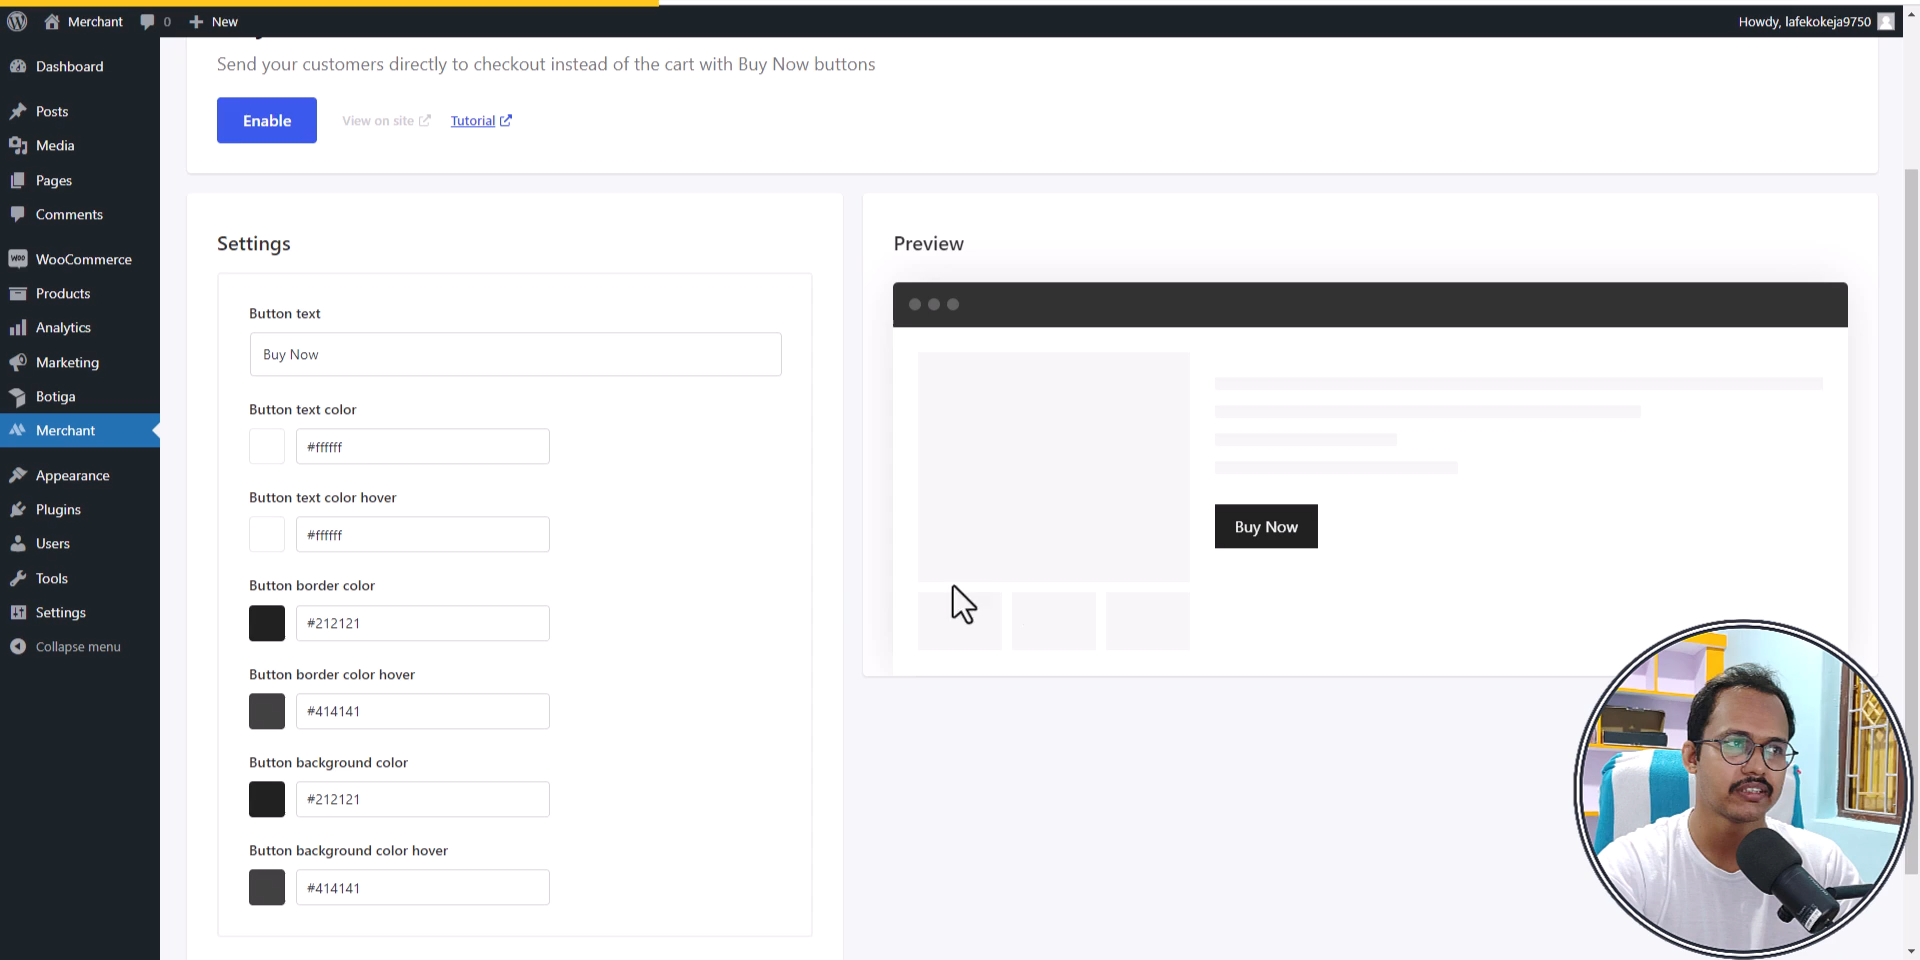 Merchant
0
New
Howdy, lafekokeja9750
Dashboard
Posts
Media
Pages
Comments
WooCommerce
Products
Analytics
Marketing
Botiga
Merchant
Appearance
Plugins
Users
Tools
Settings
Collapse menu
Send your customers directly to checkout instead of the cart with Buy Now buttons
Enable
View on site
Tutorial
Settings
Button text
Buy Now
Button text color
#ffffff
Button text color hover
#ffffff
Button border color
#212121
Button border color hover
#414141
Button background color
#212121
Button background color hover
#414141
Preview
Buy Now